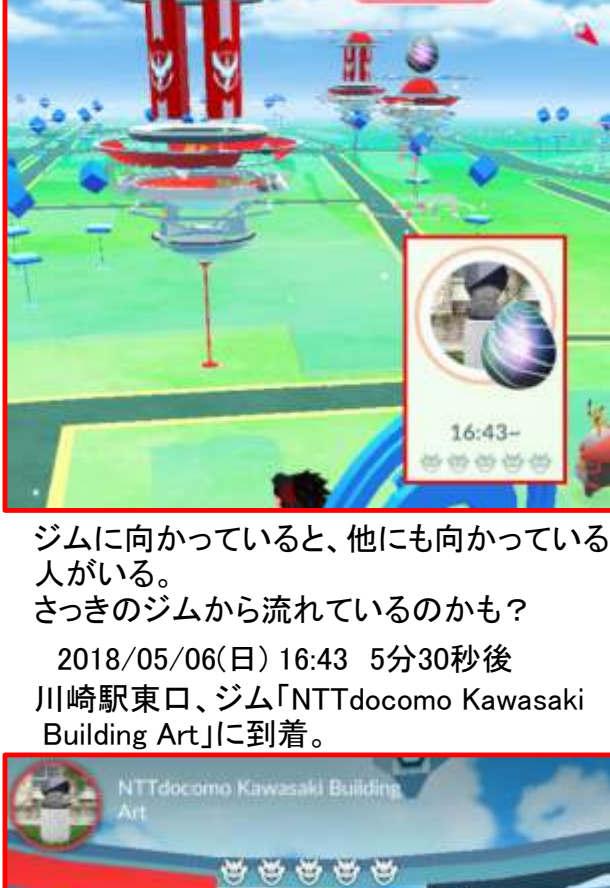 16:43~
ジムに向かっていると、他にも向かっている
人がいる。
さっきのジムから流れているのかも？
2018/05/06(日) 16:43 5分30秒後
川崎駅東口、ジム「NTTdocomo Kawasaki
Building Art」に到着。
NTTdocomo Kawasaki Building
Art